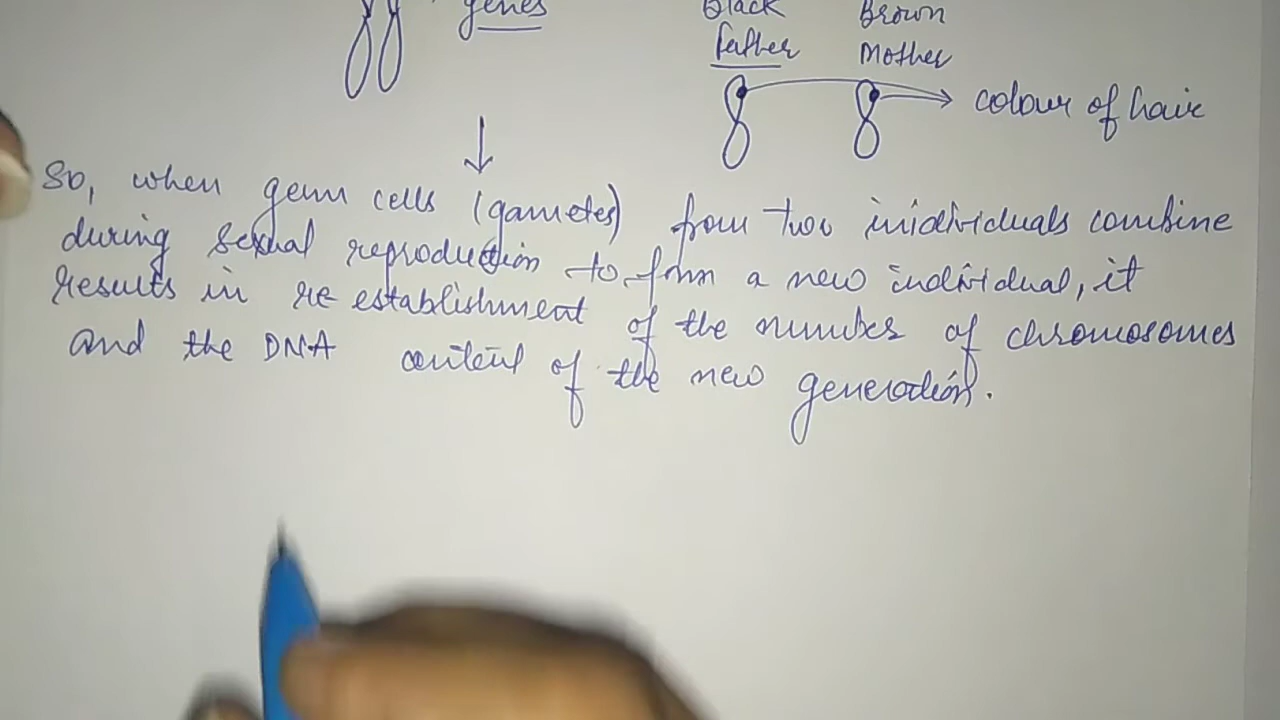 genes
Black Brown
father Mother
colour of hair
So, when germ cells (gametes) from two inidividuals combine
during sexual reproduction to form a new individual, it
results in re establishment of the number of chromosomes
and the DNA content of the new generation.